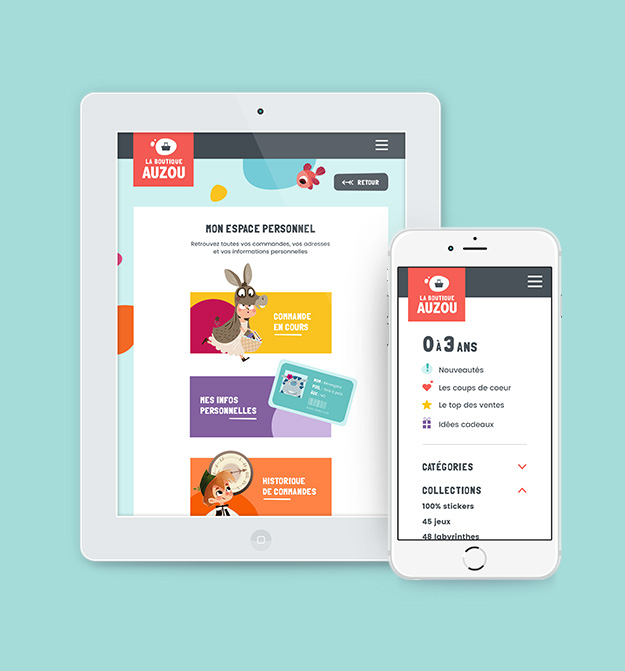 LA BOUTIQUE
AUZOU
RETOUR
MON ESPACE PERSONNEL
Retrouvez toutes vos commandes, vos adresses
et vos informations personnelles
COMMANDE
EN COURS
MES INFOS
PERSONNELLES
NOM :
HISTORIQUE
DE COMMANDES
LA BOUTIQUE
AUZOU
0 À 3 ANS
Nouveautés
Les coups de coeur
Le top des ventes
Idées cadeaux
CATÉGORIES
COLLECTIONS
100% stickers
45 jeux
48 labyrinthes